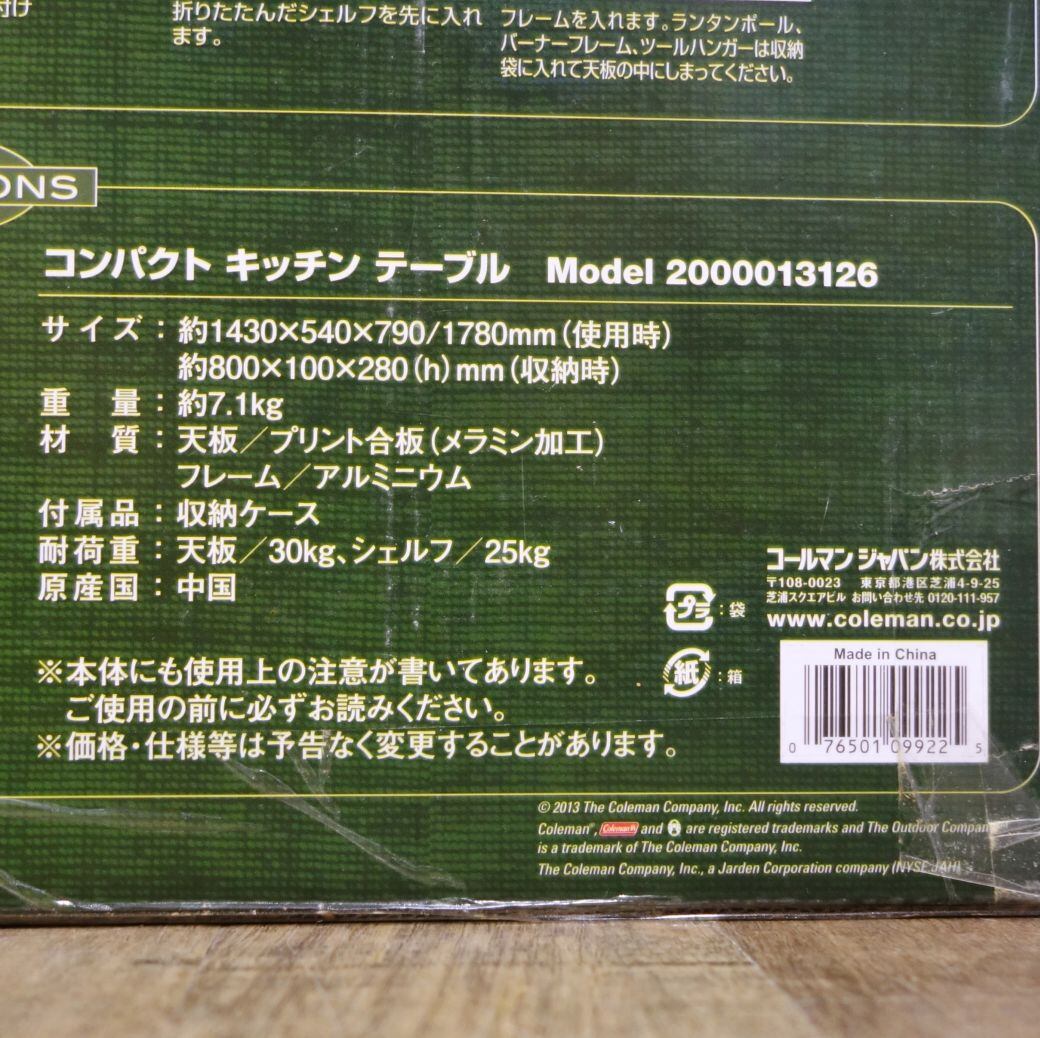 付け
折りたたんだシェルフを先に入れ
ます。
フレームを入れます。ランタンポール、
バーナーフレーム、ツールハンガーは収納
袋に入れて天板の中にしまってください。
ONS
コンパクト キッチン テーブル Model 2000013126
サイズ：約1430×540×790/1780mm（使用時）
約800×100×280（h）mm（収納時）
重 量：約7.1kg
材 質：天板／プリント合板（メラミン加工）
フレーム／アルミニウム
付属品：収納ケース
耐荷重：天板／30kg、シェルフ／25kg
原産国：中国
※本体にも使用上の注意が書いてあります。
ご使用の前に必ずお読みください。
※価格・仕様等は予告なく変更することがあります。
プラ：袋
紙：箱
コールマン ジャパン株式会社
〒108-0023 東京都港区芝浦4-9-25
芝浦スクエアビル お問い合わせ先 0120-111-957
www.coleman.co.jp
Made in China
0 76501 09922 5
© 2013 The Coleman Company, Inc. All rights reserved.
Coleman®, Coleman and are registered trademarks and The Outdoor Company
is a trademark of The Coleman Company, Inc.
The Coleman Company, Inc., a Jarden Corporation company (NYSE:JAH)